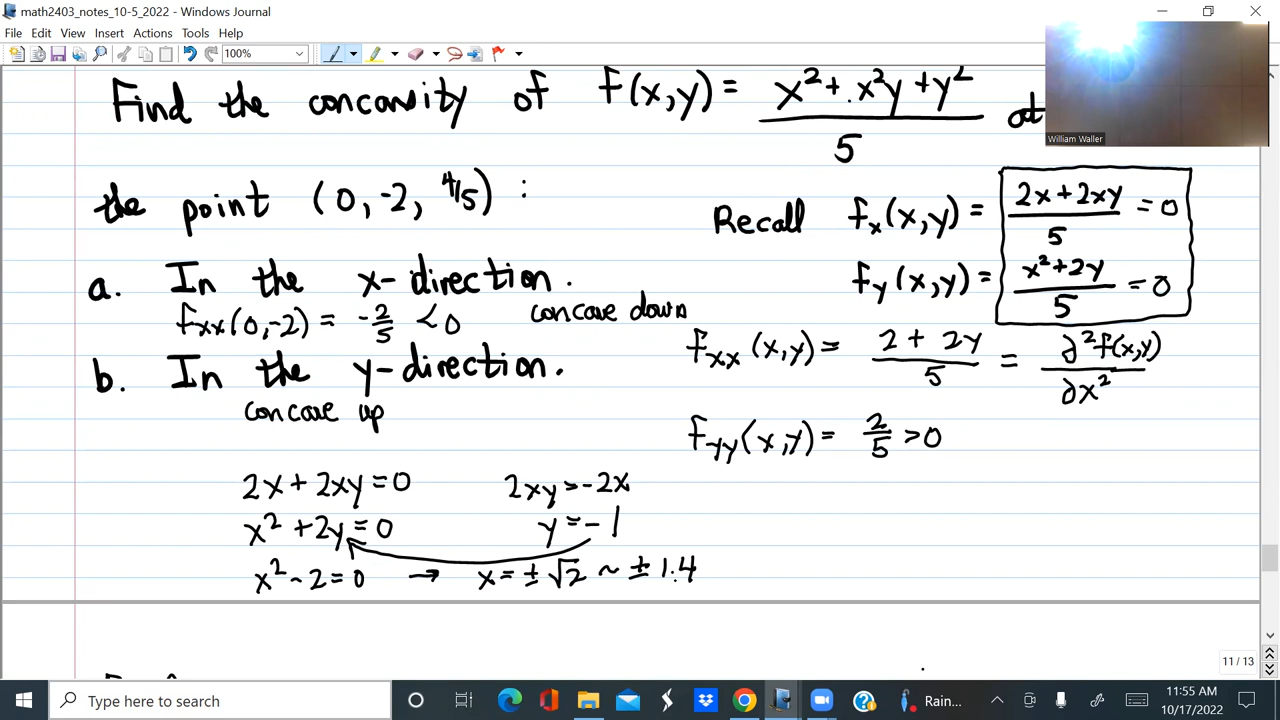 math2403_notes_10-5_2022 - Windows Journal
File Edit View Insert Actions Tools Help
100%
William Waller
Find the concavity of f(x,y) = (x² + x²y + y²)/5 at
the point (0, -2, 4/5) :
Recall f_x(x,y) = (2x + 2xy)/5 = 0
f_y(x,y) = (x² + 2y)/5 = 0
a. In the x-direction.
f_xx(0,-2) = -2/5 < 0 concave down
f_xx(x,y) = (2 + 2y)/5 = ∂²f(x,y)/∂x²
b. In the y-direction.
concave up
f_yy(x,y) = 2/5 > 0
2x + 2xy = 0 2xy = -2x
x² + 2y = 0 y = -1
x² - 2 = 0 → x = ± √2 ~ ± 1.4
11 / 13
Type here to search
Rain...
11:55 AM
10/17/2022